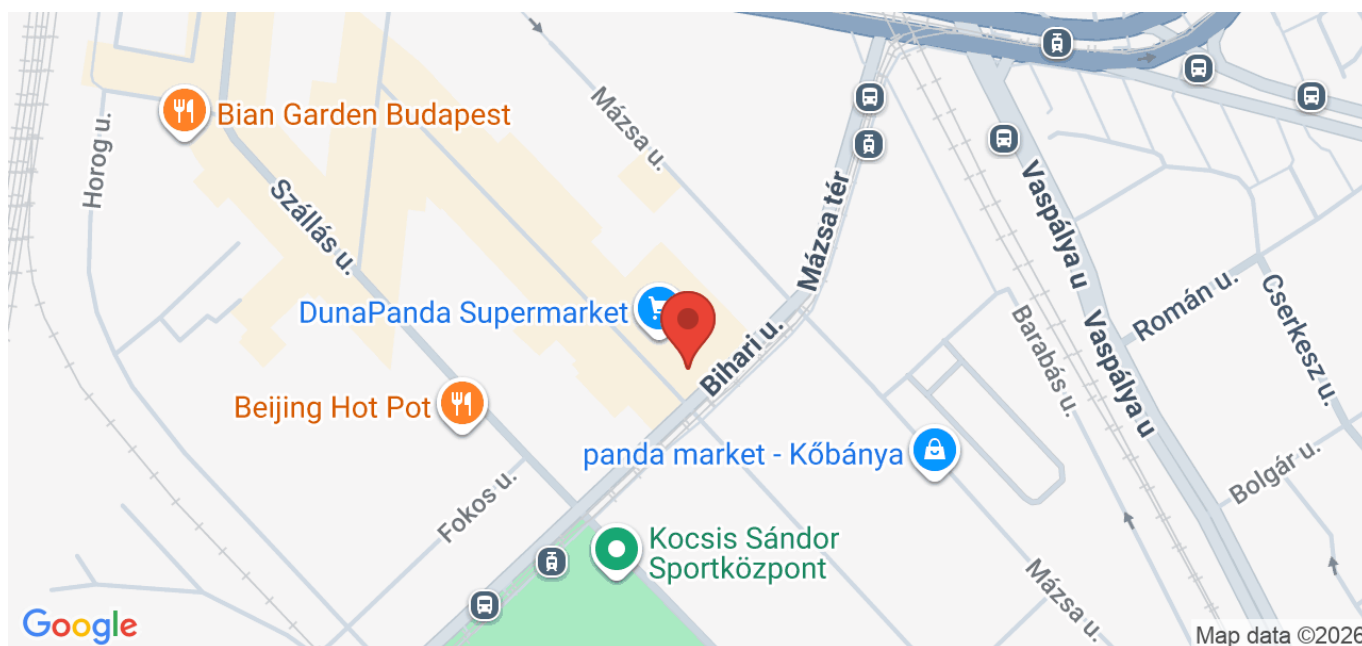 Bian Garden Budapest
Horog u.
Mázsa u.
Szállás u.
Mázsa tér
Vaspálya u
Román u.
Cserkesz u.
DunaPanda Supermarket
Bihari u.
Barabás u.
Vaspálya u
Beijing Hot Pot
panda market - Kőbánya
Bolgár u.
Fokos u.
Kocsis Sándor
Sportközpont
Mázsa u.
Google
Map data ©2026